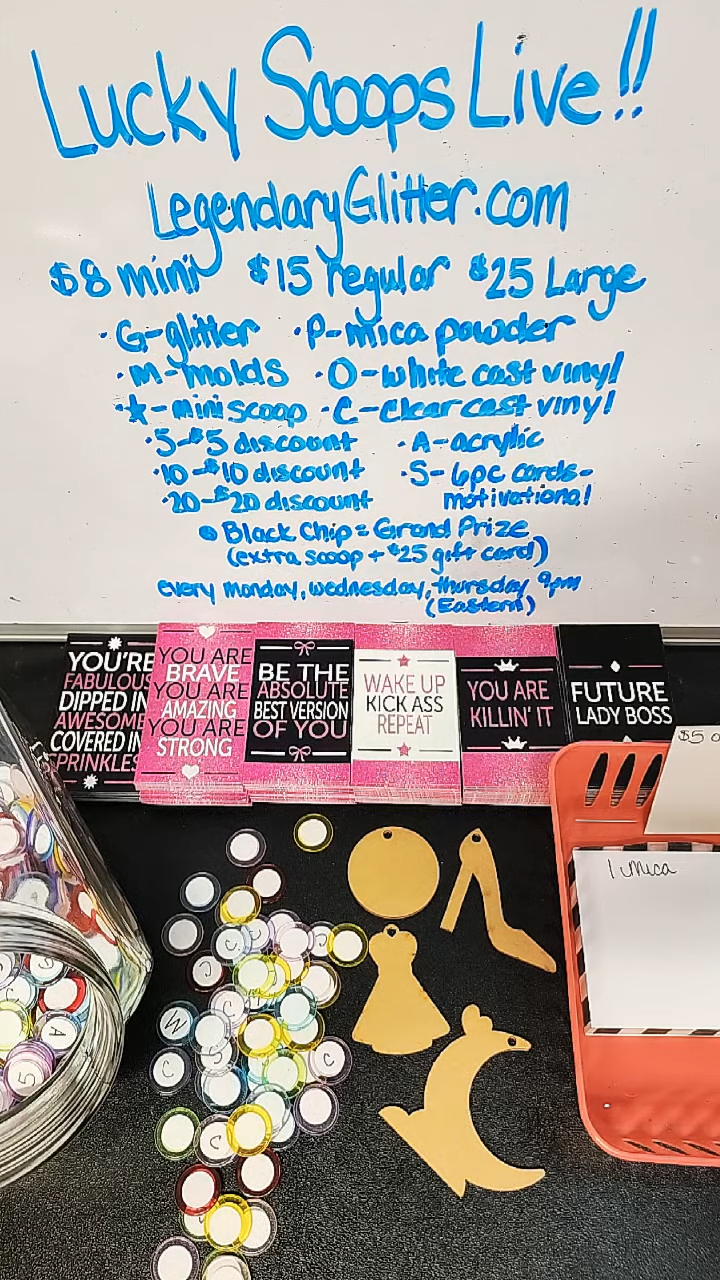 Lucky Scoops Live!!
LegendaryGlitter.com
$8 mini $15 regular $25 Large
·G-glitter ·P-mica powder
·M-molds ·O-white cast vinyl
·★-mini scoop ·C-clear cast vinyl
·5-$5 discount ·A-acrylic
·10-$10 discount ·S-6pc cards-
·20-$20 discount motivational
● Black Chip = Grand Prize
(extra scoop + $25 gift card)
every monday, wednesday, thursday 9pm
(Eastern)
YOU'RE
FABULOUS
DIPPED IN
AWESOME
COVERED IN
SPRINKLES
YOU ARE
BRAVE
YOU ARE
AMAZING
YOU ARE
STRONG
BE THE
ABSOLUTE
BEST VERSION
OF YOU
WAKE UP
KICK ASS
REPEAT
YOU ARE
KILLIN' IT
FUTURE
LADY BOSS
$5 o
1 mica
C
C
W
C
C
C
S
A
5